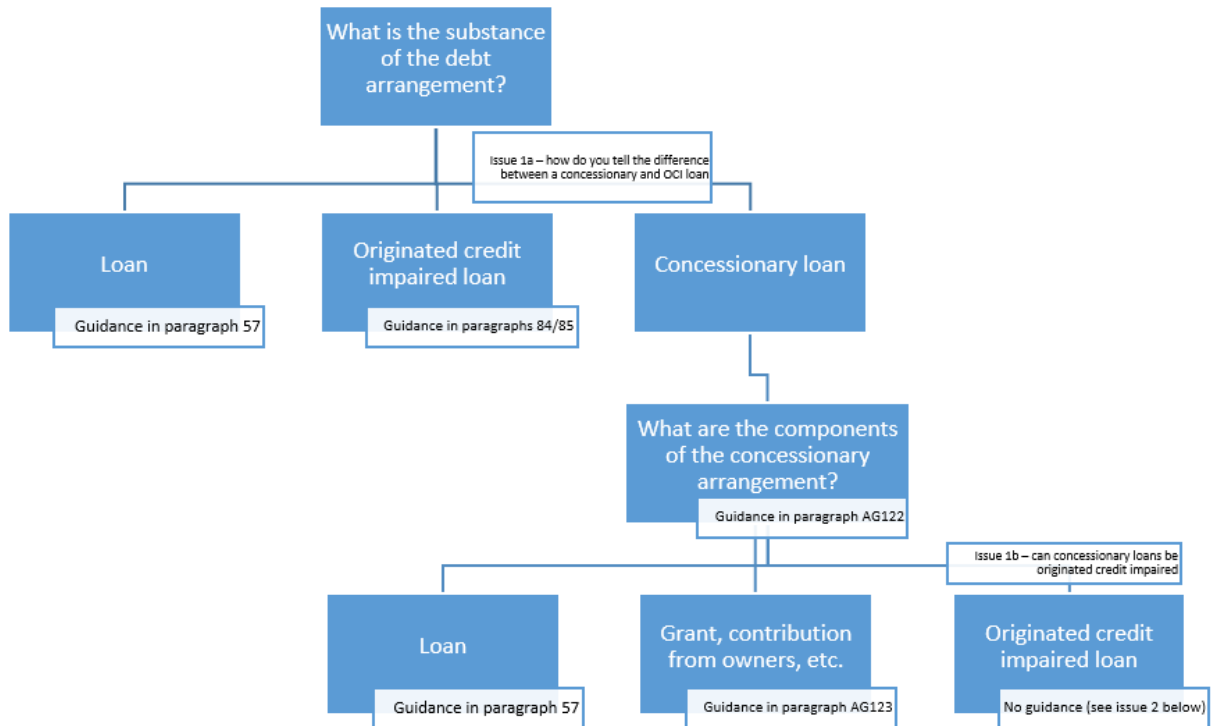 What is the substance
of the debt
arrangement?
Issue 1a – how do you tell the difference
between a concessionary and OCI loan
Loan
Guidance in paragraph 57
Originated credit
impaired loan
Guidance in paragraphs 84/85
Concessionary loan
What are the components
of the concessionary
arrangement?
Guidance in paragraph AG122
Issue 1b – can concessionary loans be
originated credit impaired
Loan
Guidance in paragraph 57
Grant, contribution
from owners, etc.
Guidance in paragraph AG123
Originated credit
impaired loan
No guidance (see issue 2 below)